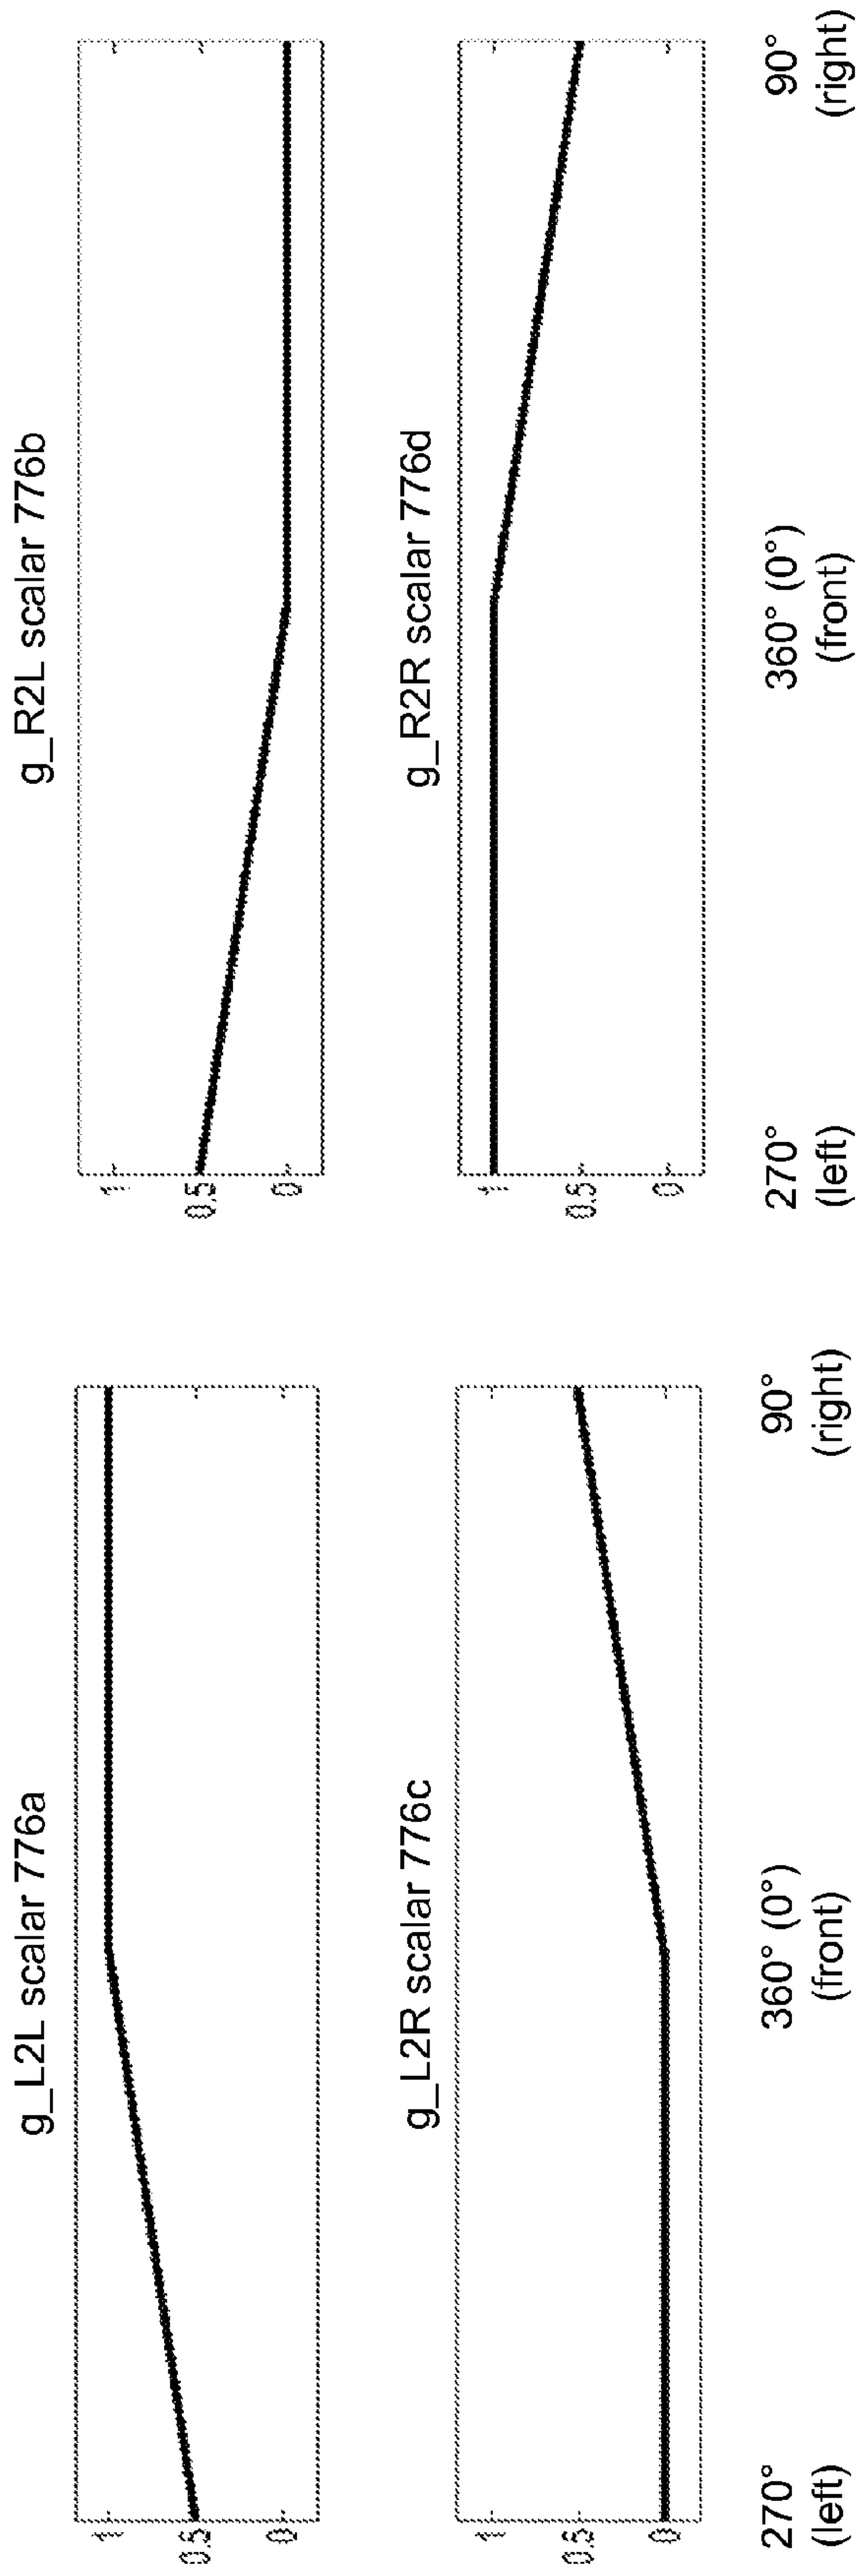 g_L2L scalar 776a
1
0.5
0
g_R2L scalar 776b
1
0.5
0
g_L2R scalar 776c
1
0.5
0
g_R2R scalar 776d
1
0.5
0
270°
(left)
360° (0°)
(front)
90°
(right)
270°
(left)
360° (0°)
(front)
90°
(right)